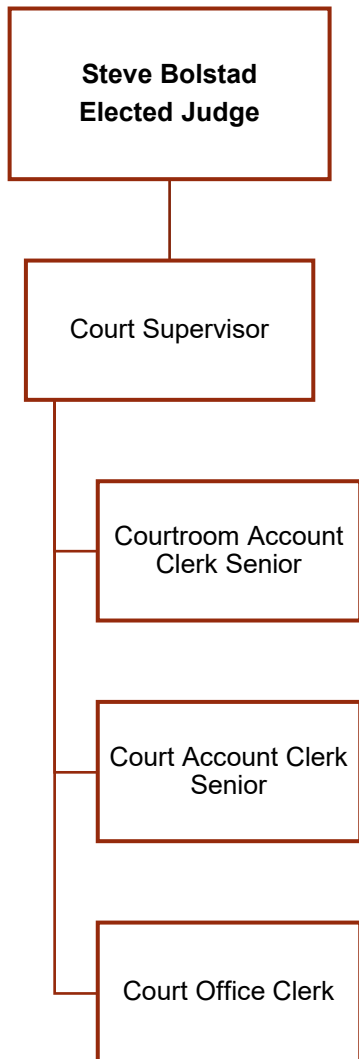 Steve Bolstad
Elected Judge
Court Supervisor
Courtroom Account
Clerk Senior
Court Account Clerk
Senior
Court Office Clerk